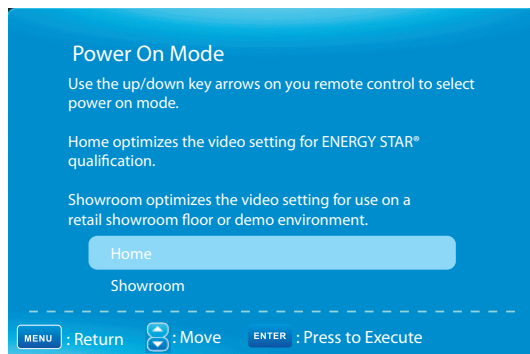 Power On Mode
Use the up/down key arrows on you remote control to select
power on mode.
Home optimizes the video setting for ENERGY STAR®
qualification.
Showroom optimizes the video setting for use on a
retail showroom floor or demo environment.
Home
Showroom
MENU : Return : Move ENTER : Press to Execute